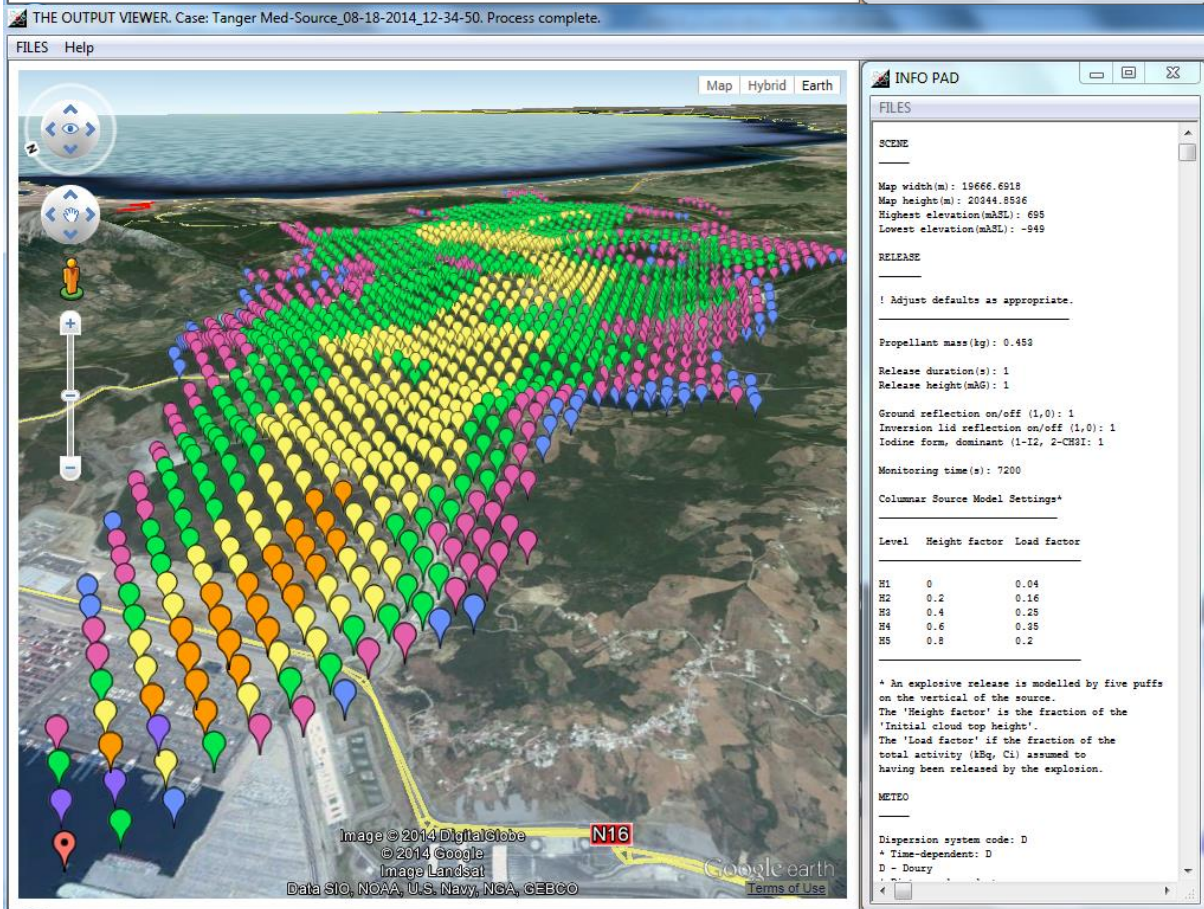 THE OUTPUT VIEWER. Case: Tanger Med-Source_08-18-2014_12-34-50. Process complete.
FILES Help
Map Hybrid Earth
N
N16
Image © 2014 DigitalGlobe
© 2014 Google
Image Landsat
Data SIO, NOAA, U.S. Navy, NGA, GEBCO
Google earth
Terms of Use
INFO PAD
FILES
SCENE
Map width(m): 19666.6918
Map height(m): 20344.8536
Highest elevation(mASL): 695
Lowest elevation(mASL): -949
RELEASE
! Adjust defaults as appropriate.
Propellant mass(kg): 0.453
Release duration(s): 1
Release height(mAG): 1
Ground reflection on/off (1,0): 1
Inversion lid reflection on/off (1,0): 1
Iodine form, dominant (1-I2, 2-CH3I: 1
Monitoring time(s): 7200
Columnar Source Model Settings*
Level Height factor Load factor
H1 0 0.04
H2 0.2 0.16
H3 0.4 0.25
H4 0.6 0.35
H5 0.8 0.2
* An explosive release is modelled by five puffs
on the vertical of the source.
The 'Height factor' is the fraction of the
'Initial cloud top height'.
The 'Load factor' if the fraction of the
total activity (kBq, Ci) assumed to
having been released by the explosion.
METEO
Dispersion system code: D
* Time-dependent: D
D - Doury